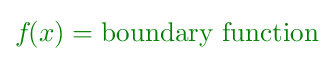 f(x) = boundary function